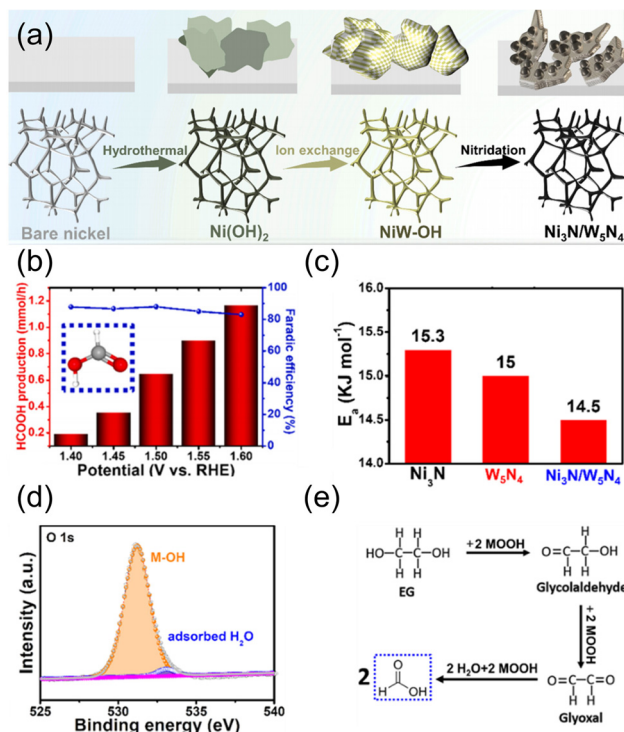 (a)
Hydrothermal
Ion exchange
Nitridation
Bare nickel
Ni(OH)₂
NiW-OH
Ni₃N/W₅N₄
(b)
HCOOH production (mmol/h)
1.2
1.0
0.8
0.6
0.4
0.2
100
80
60
40
20
0
Faradic efficiency (%)
1.40 1.45 1.50 1.55 1.60
Potential (V vs. RHE)
(c)
Eₐ (KJ mol⁻¹)
16.0
15.5
15.0
14.5
14.0
15.3
15
14.5
Ni₃N W₅N₄ Ni₃N/W₅N₄
(d)
O 1s
M-OH
adsorbed H₂O
Intensity (a.u.)
525 530 535 540
Binding energy (eV)
(e)
H H
HO-C-C-OH
H H
EG
+2 MOOH
H
O=C-C-OH
H H
Glycolaldehyde
+2 MOOH
O=C-C=O
H H
Glyoxal
2 H₂O+2 MOOH
2
O
H C OH